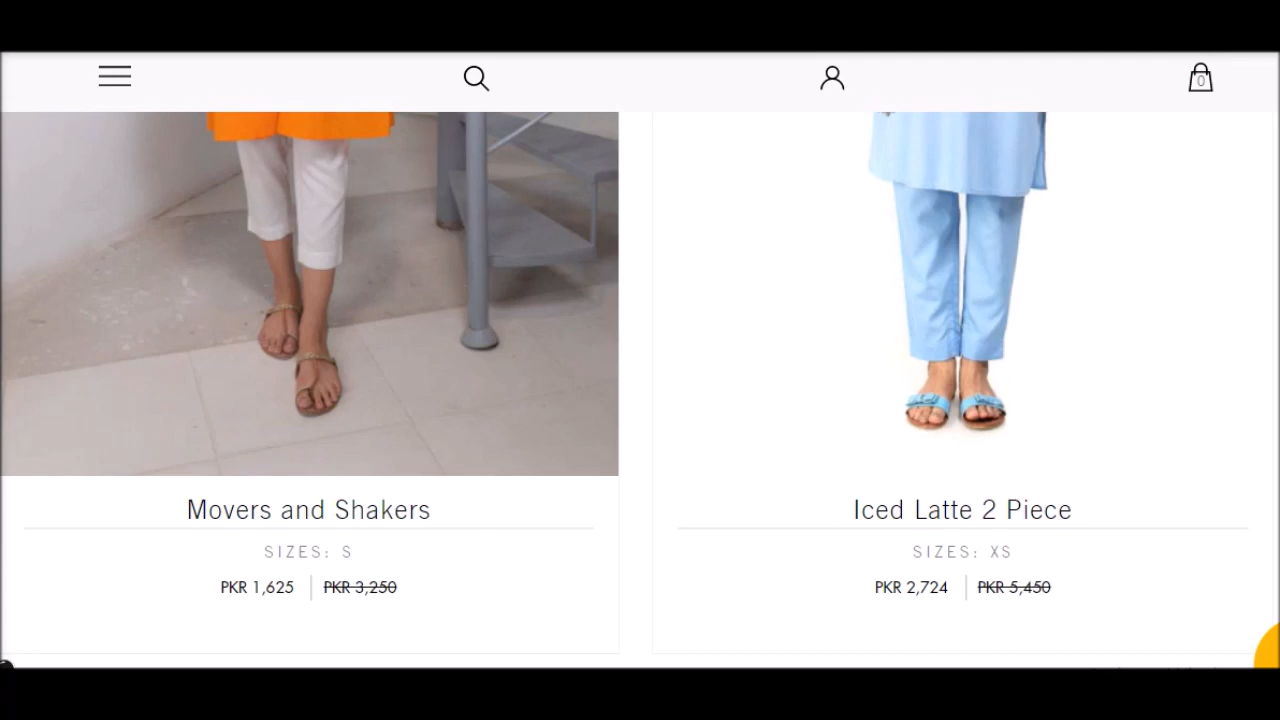 0
Movers and Shakers
SIZES: S
PKR 1,625 PKR 3,250
Iced Latte 2 Piece
SIZES: XS
PKR 2,724 PKR 5,450